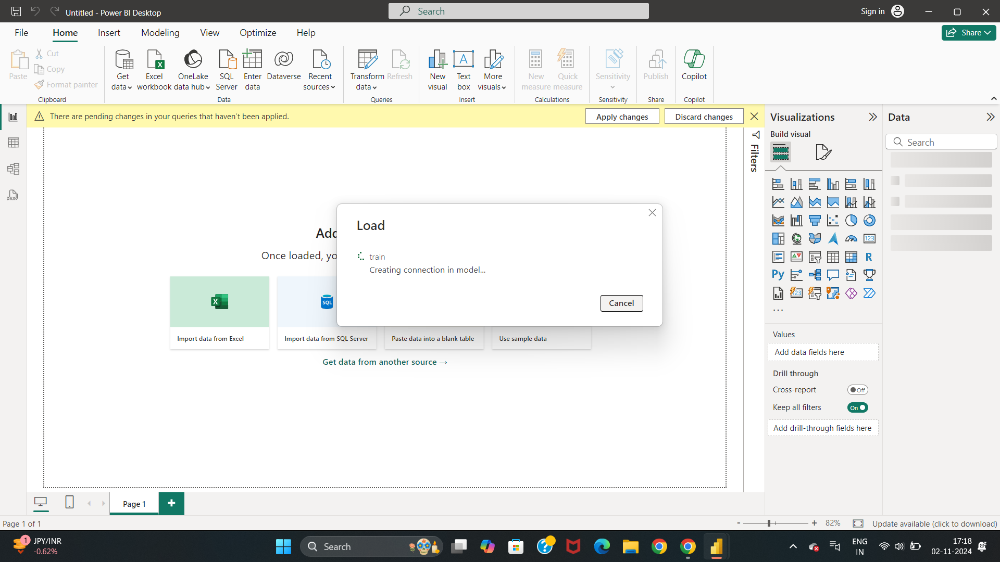 Untitled - Power BI Desktop
Search
Sign in
File
Home
Insert
Modeling
View
Optimize
Help
Share
Paste
Cut
Copy
Format painter
Clipboard
Get
data
Excel
workbook
OneLake
data hub
SQL
Server
Enter
data
Dataverse
Recent
sources
Data
Transform
data
Refresh
Queries
New
visual
A
Text
box
More
visuals
Insert
New
measure
Quick
measure
Calculations
Sensitivity
Sensitivity
Publish
Share
Copilot
Copilot
There are pending changes in your queries that haven't been applied.
Apply changes
Discard changes
DAX
Filters
Add
Once loaded, yo
X
SQL
Import data from Excel
Import data from SQL Server
Paste data into a blank table
Use sample data
Get data from another source →
Load
train
Creating connection in model...
Cancel
Visualizations
Build visual
123
R
Py
123
...
Values
Add data fields here
Drill through
Cross-report
Off
Keep all filters
On
Add drill-through fields here
Data
Search
Page 1
+
Page 1 of 1
-
+
82%
Update available (click to download)
1
JPY/INR
-0.62%
Search
ENG
IN
17:18
02-11-2024